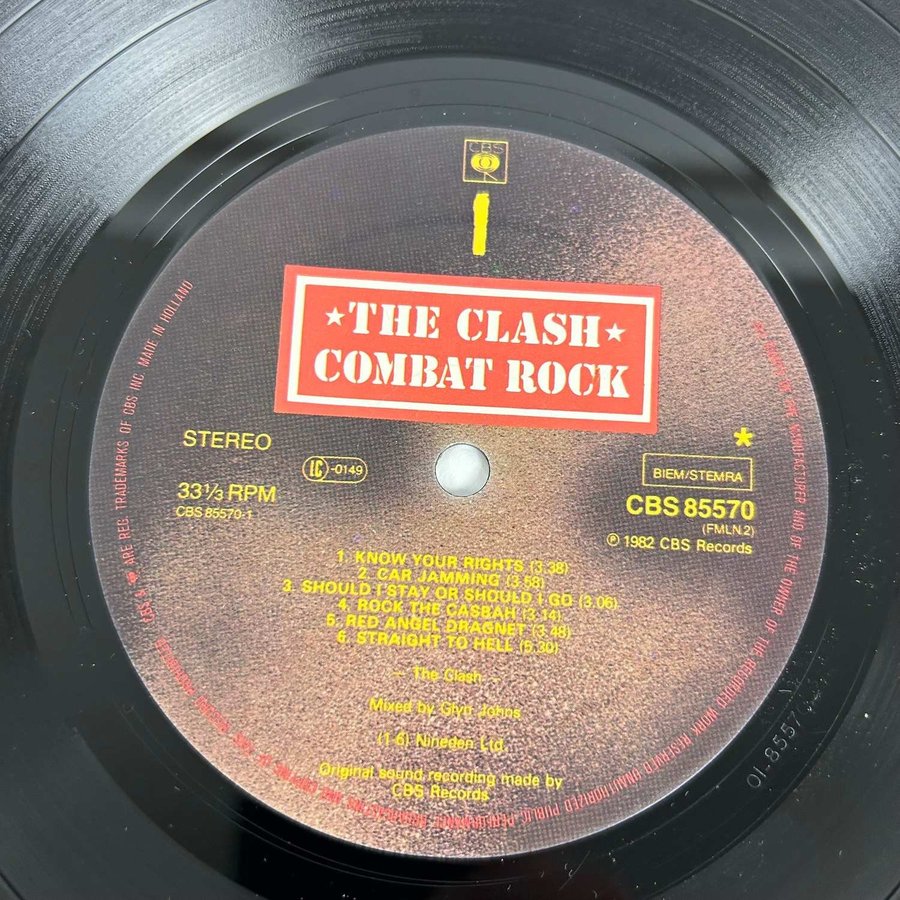 CBS
1
★THE CLASH★
COMBAT ROCK
STEREO
LC-0149
33⅓ RPM
CBS 85570-1
*
BIEM/STEMRA
CBS 85570
(FMLN.2)
℗ 1982 CBS Records
1. KNOW YOUR RIGHTS (3.38)
2. CAR JAMMING (3.58)
3. SHOULD I STAY OR SHOULD I GO (3.06)
4. ROCK THE CASBAH (3.14)
5. RED ANGEL DRAGNET (3.48)
6. STRAIGHT TO HELL (5.30)
– The Clash –
Mixed by Glyn Johns
(1-6) Nineden Ltd.
Original sound recording made by
CBS Records
ARE REG. TRADEMARKS OF CBS INC. MADE IN HOLLAND
MANUFACTURER AND OF THE OWNER OF THE RECORDED WORK RESERVED UNAUTHORIZED PUBLIC PERFORMANCE
01-8557